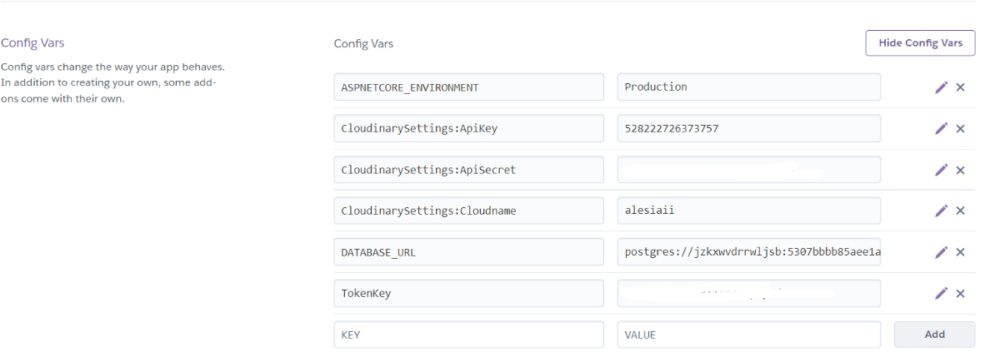 Config Vars
Config vars change the way your app behaves.
In addition to creating your own, some add-
ons come with their own.
Config Vars
Hide Config Vars
ASPNETCORE_ENVIRONMENT Production
CloudinarySettings:ApiKey 528222726373757
CloudinarySettings:ApiSecret
CloudinarySettings:Cloudname alesiaii
DATABASE_URL postgres://jzkxwvdrrwljsb:5307bbbb85aee1a
TokenKey
KEY VALUE Add